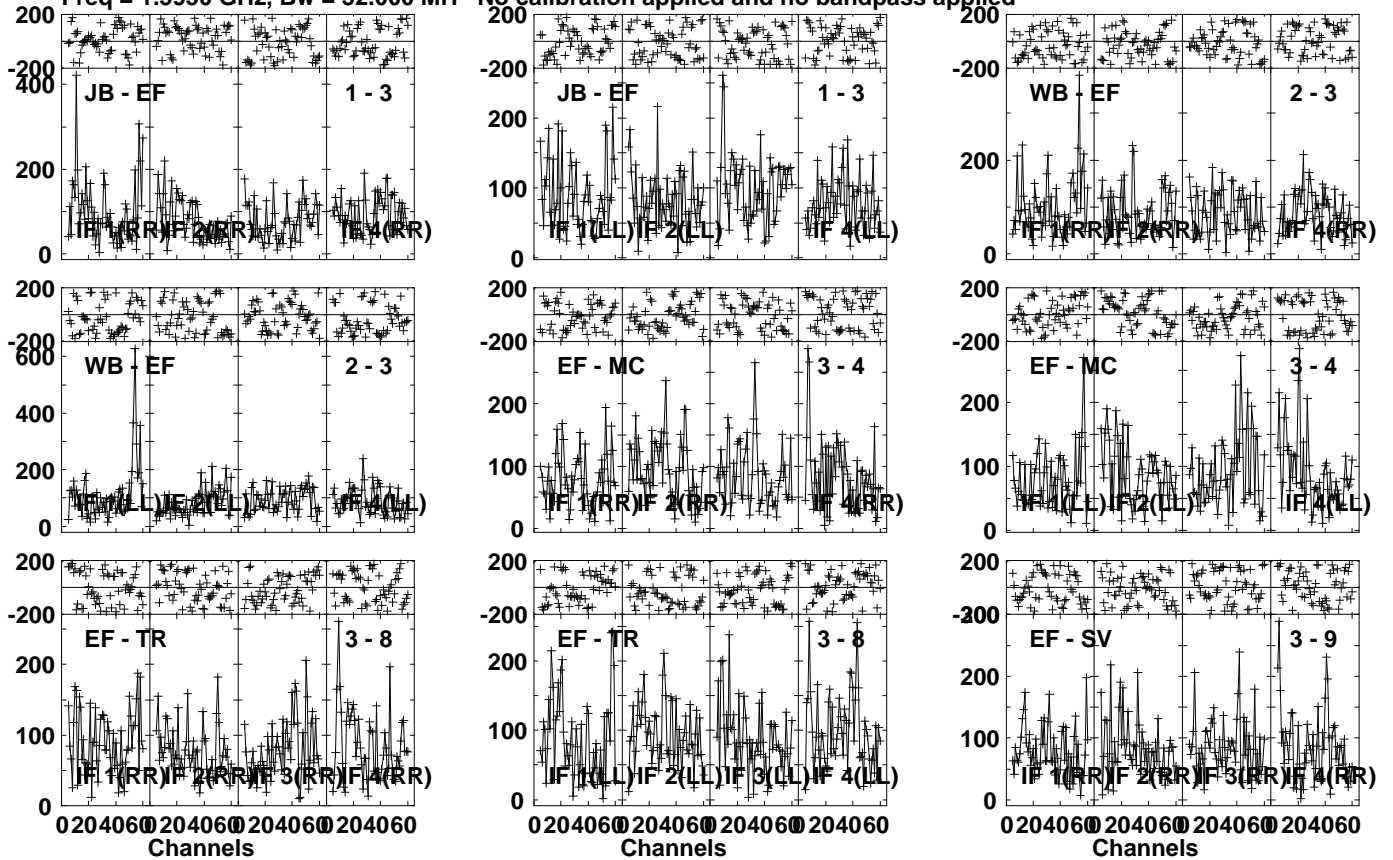 Freq = 1.5950 GHz, Bw = 32.000 MH No calibration applied and no bandpass applied
200
-200
400
200
0
JB - EF
1 - 3
IF 1(RR)
IF 2(RR)
IF 4(RR)
200
-200
200
100
0
JB - EF
1 - 3
IF 1(LL)
IF 2(LL)
IF 4(LL)
200
-200
200
0
WB - EF
2 - 3
IF 1(RR)
IF 2(RR)
IF 4(RR)
200
-200
600
400
200
0
WB - EF
2 - 3
IF 1(LL)
IF 2(LL)
IF 4(LL)
200
-200
200
100
0
EF - MC
3 - 4
IF 1(RR)
IF 2(RR)
IF 4(RR)
200
-200
200
100
0
EF - MC
3 - 4
IF 1(LL)
IF 2(LL)
IF 4(LL)
200
-200
200
100
0
EF - TR
3 - 8
IF 1(RR)
IF 2(RR)
IF 3(RR)
IF 4(RR)
0 20 40 60 0 20 40 60 0 20 40 60 0 20 40 60
Channels
200
-200
200
100
0
EF - TR
3 - 8
IF 1(LL)
IF 2(LL)
IF 3(LL)
IF 4(LL)
0 20 40 60 0 20 40 60 0 20 40 60 0 20 40 60
Channels
200
-200
300
200
100
0
EF - SV
3 - 9
IF 1(RR)
IF 2(RR)
IF 3(RR)
IF 4(RR)
0 20 40 60 0 20 40 60 0 20 40 60 0 20 40 60
Channels